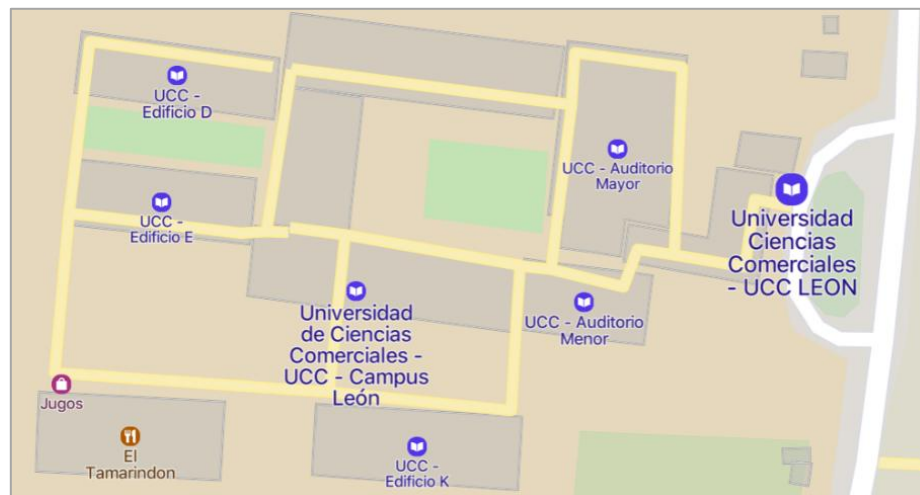 UCC -
Edificio D
UCC - Auditorio
Mayor
UCC -
Edificio E
Universidad
Ciencias
Comerciales
- UCC LEON
Universidad
de Ciencias
Comerciales -
UCC - Campus
León
UCC - Auditorio
Menor
Jugos
El
Tamarindon
UCC -
Edificio K